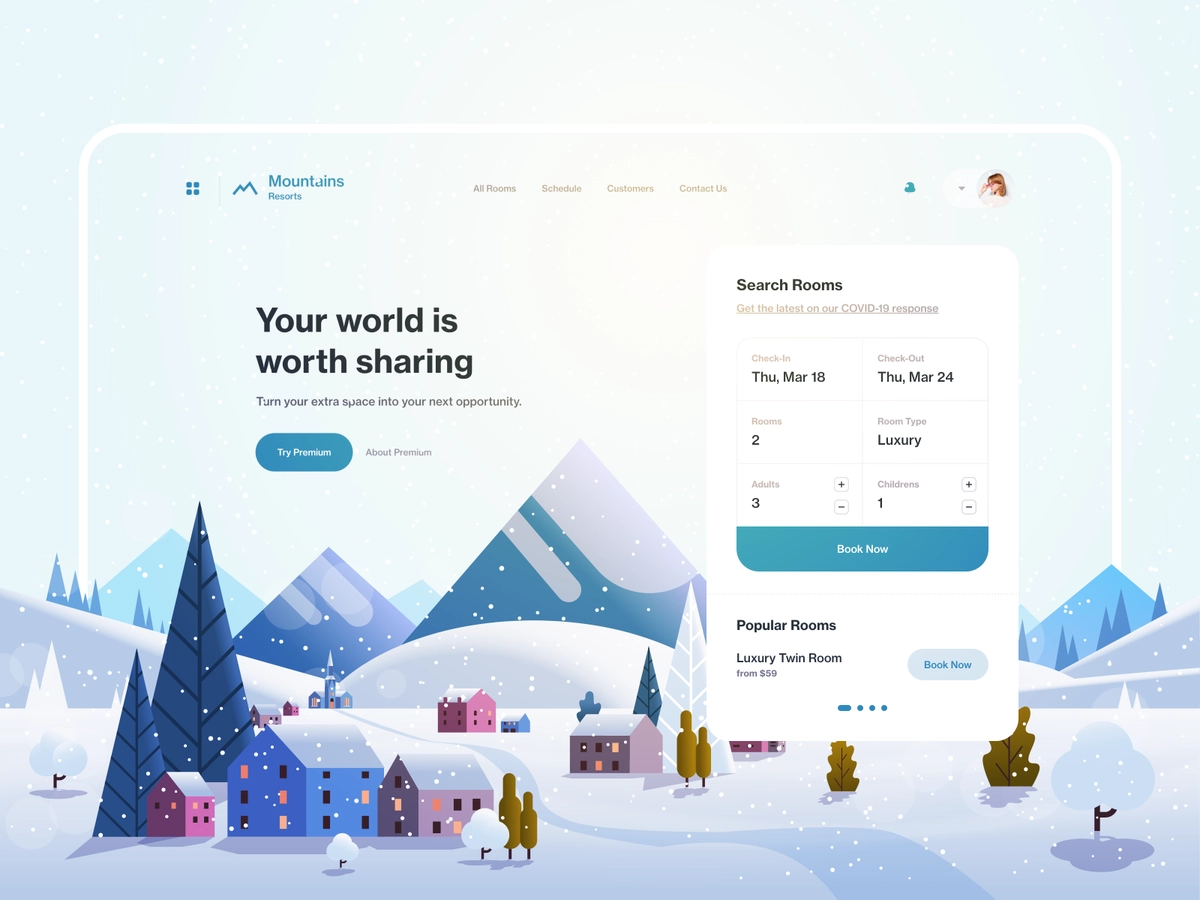 Mountains
Resorts
All Rooms
Schedule
Customers
Contact Us
Your world is
worth sharing
Turn your extra space into your next opportunity.
Try Premium
About Premium
Search Rooms
Get the latest on our COVID-19 response
Check-In
Thu, Mar 18
Check-Out
Thu, Mar 24
Rooms
2
Room Type
Luxury
Adults
3
+
−
Childrens
1
+
−
Book Now
Popular Rooms
Luxury Twin Room
from $59
Book Now